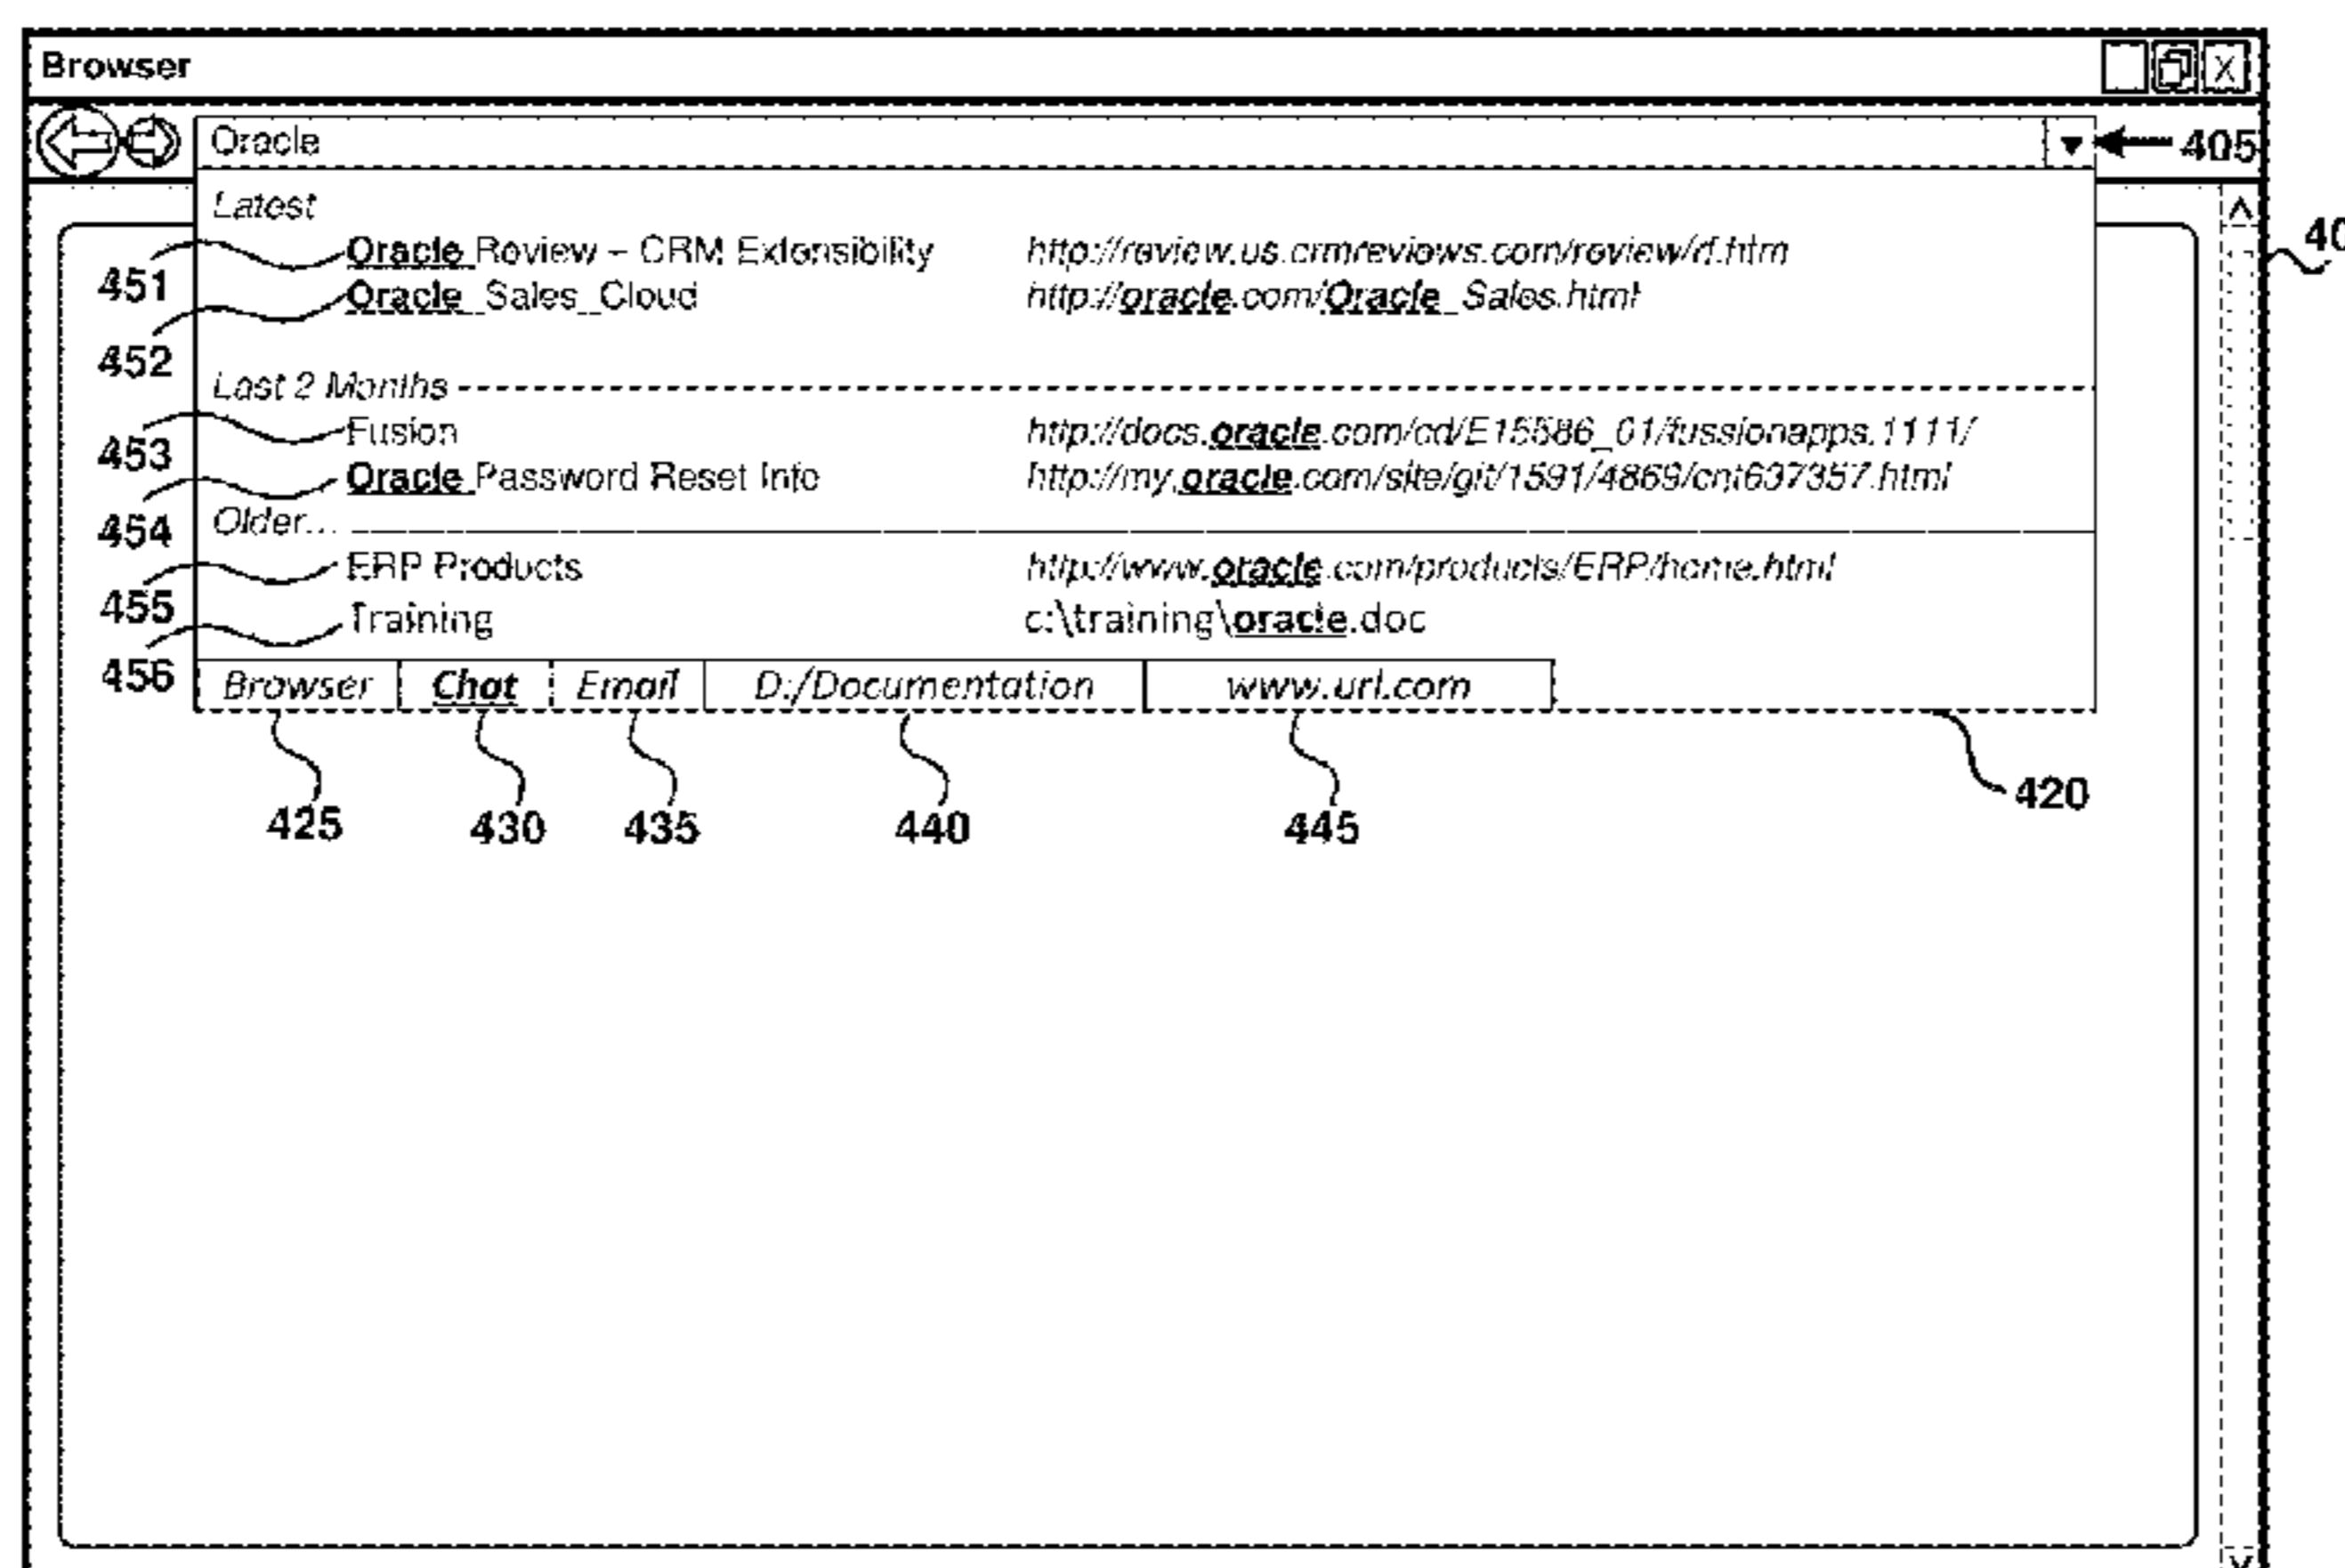 Browser
X
Oracle
405
Latest
451 Oracle Review – CRM Extensibility http://review.us.crmreviews.com/review/rf.htm
452 Oracle_Sales_Cloud http://oracle.com/Oracle_Sales.html
Last 2 Months
453 Fusion http://docs.oracle.com/cd/E15586_01/fussionapps.1111/
454 Oracle Password Reset Info http://my.oracle.com/site/git/1591/4869/cnt637357.html
Older...
455 ERP Products http://www.oracle.com/products/ERP/home.html
456 Training c:\training\oracle.doc
Browser Chat Email D:/Documentation www.url.com
425 430 435 440 445 420